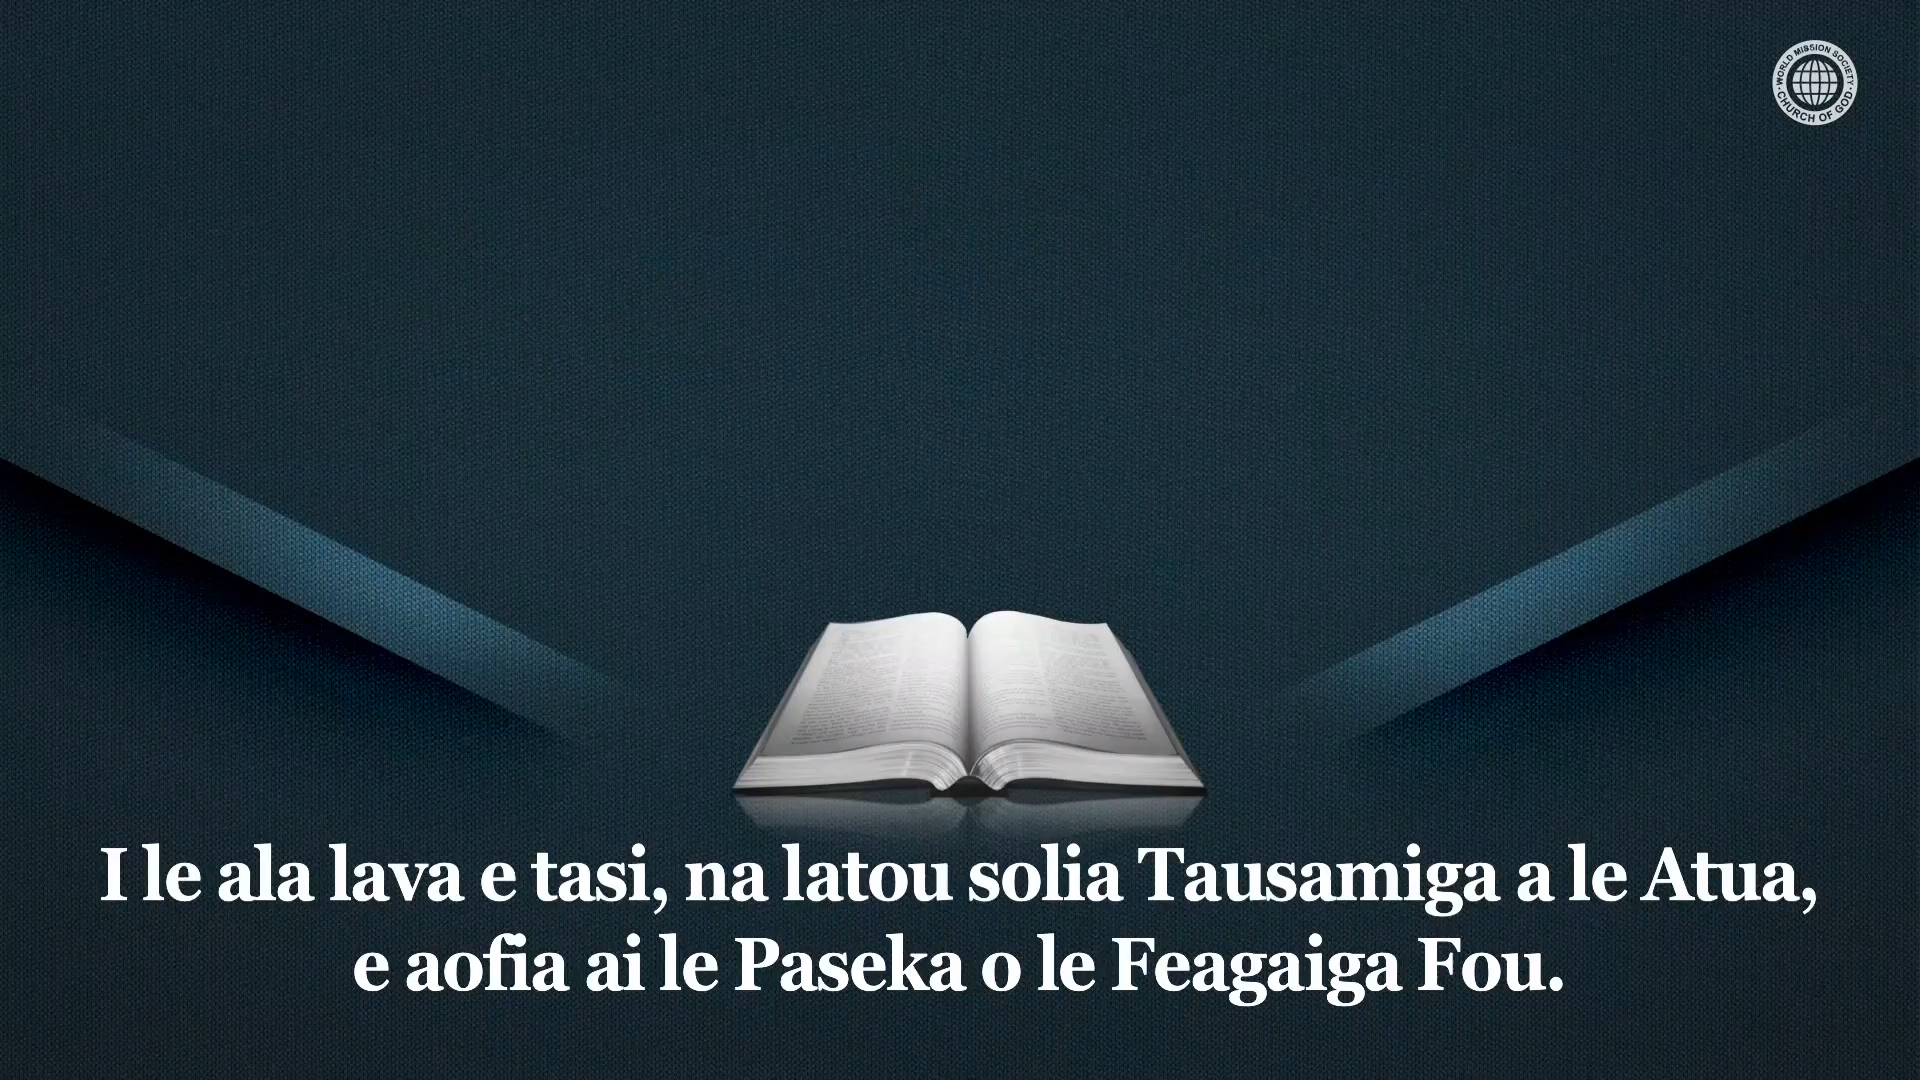 WORLD MISSION SOCIETY
CHURCH OF GOD
I le ala lava e tasi, na latou solia Tausamiga a le Atua,
e aofia ai le Paseka o le Feagaiga Fou.